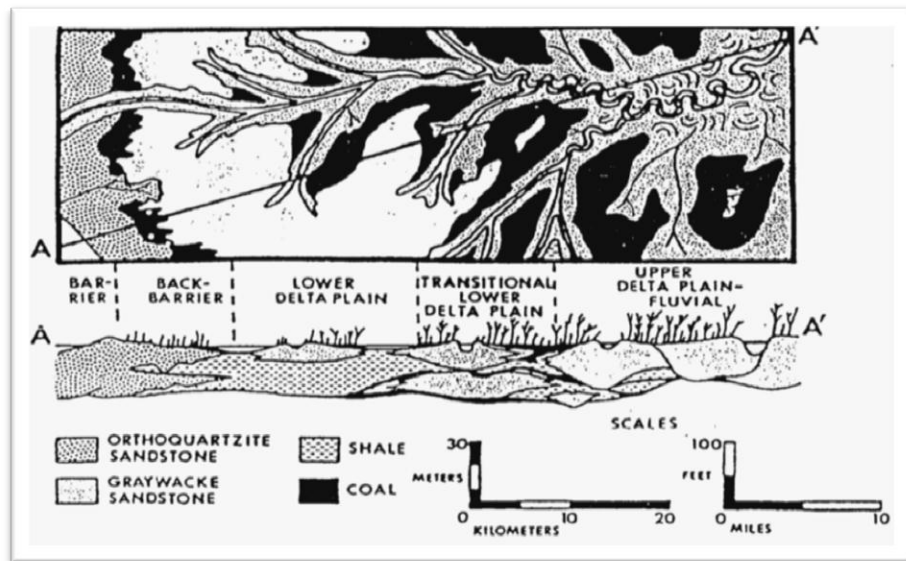 A'
A
BAR-
RIER
BACK-
BARRIER
LOWER
DELTA PLAIN
TRANSITIONAL
LOWER
DELTA PLAIN
UPPER
DELTA PLAIN=
FLUVIAL
A
A'
SCALES
ORTHOQUARTZITE
SANDSTONE
SHALE
GRAYWACKE
SANDSTONE
COAL
30
METERS
0
10
20
KILOMETERS
100
FEET
0
10
MILES